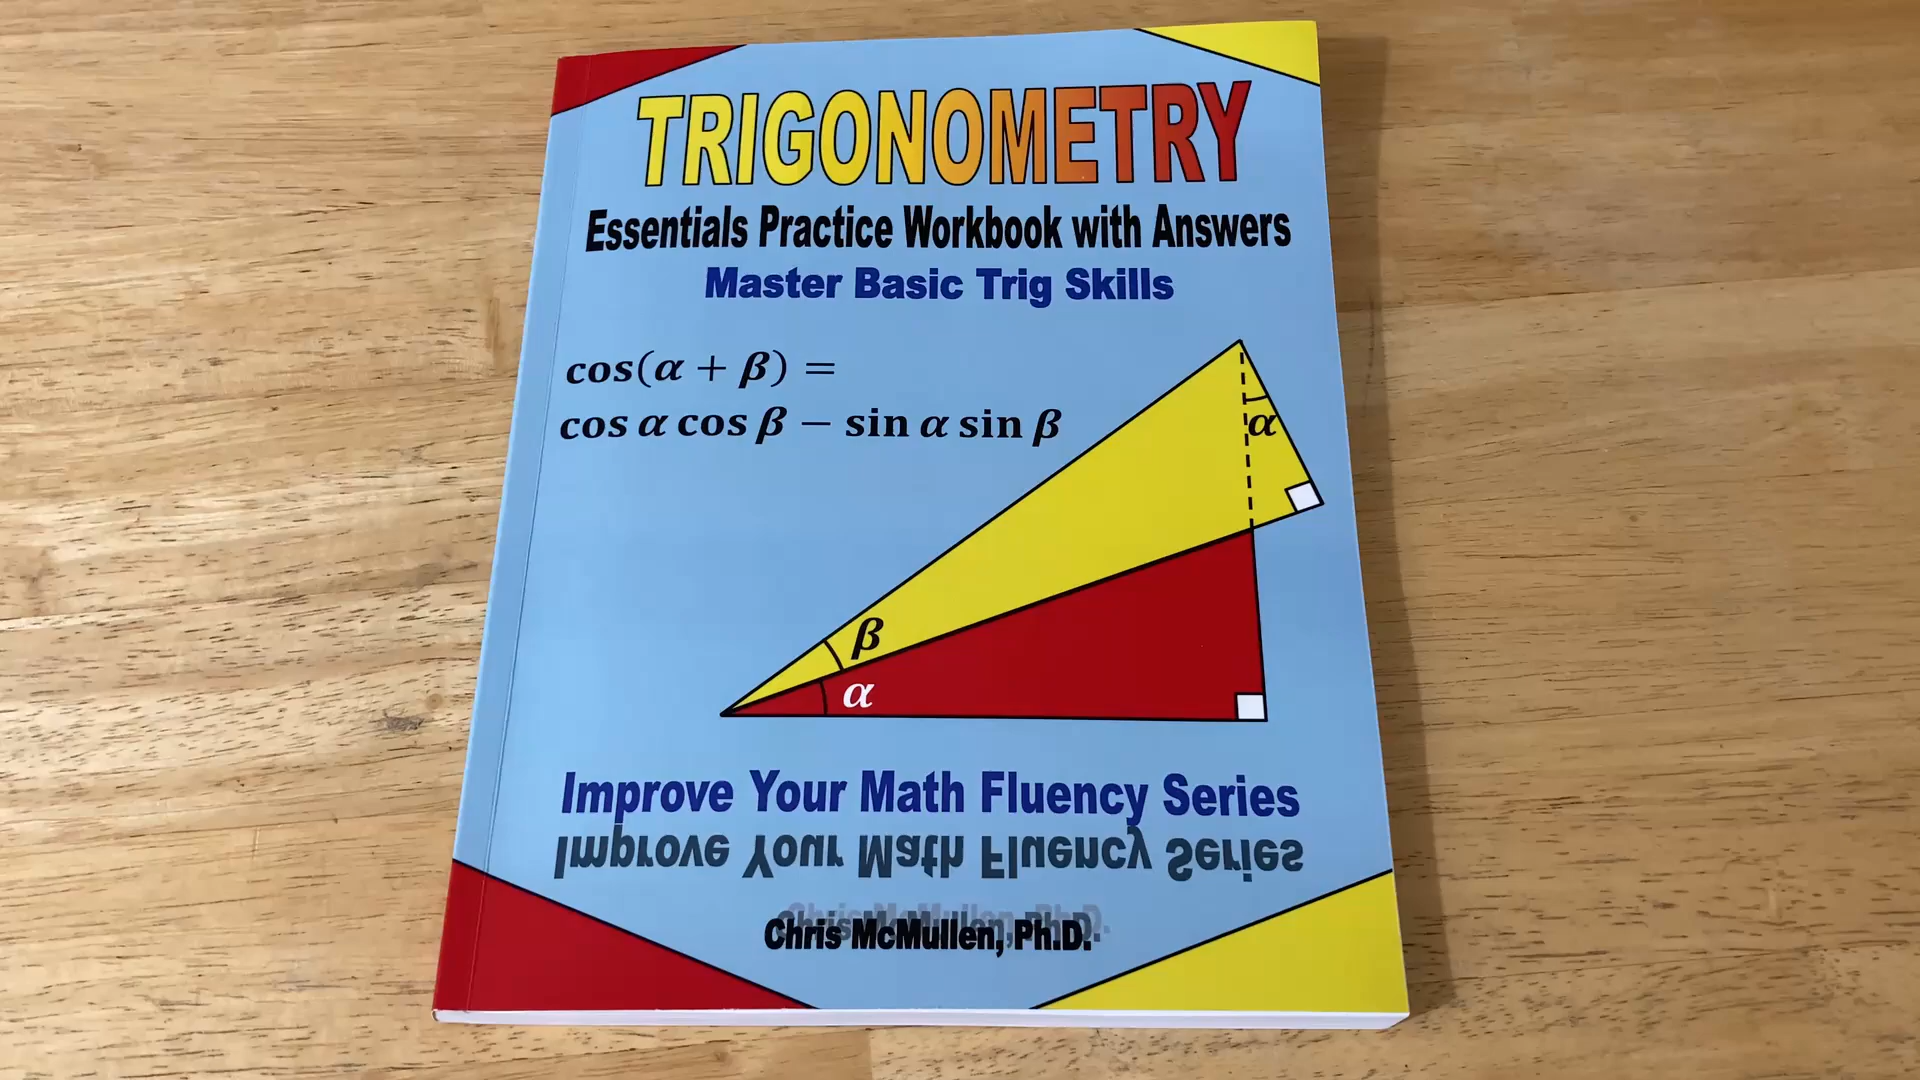 TRIGONOMETRY
Essentials Practice Workbook with Answers
Master Basic Trig Skills
cos(α + β) =
cos α cos β − sin α sin β
α
β
α
Improve Your Math Fluency Series
Improve Your Math Fluency Series
Chris McMullen, Ph.D.